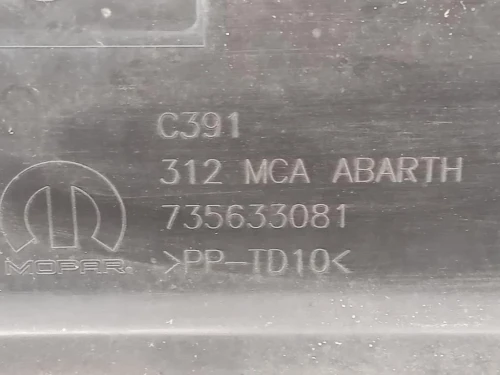 C391
312 MCA ABARTH
735633081
MOPAR®
>PP-TD10<